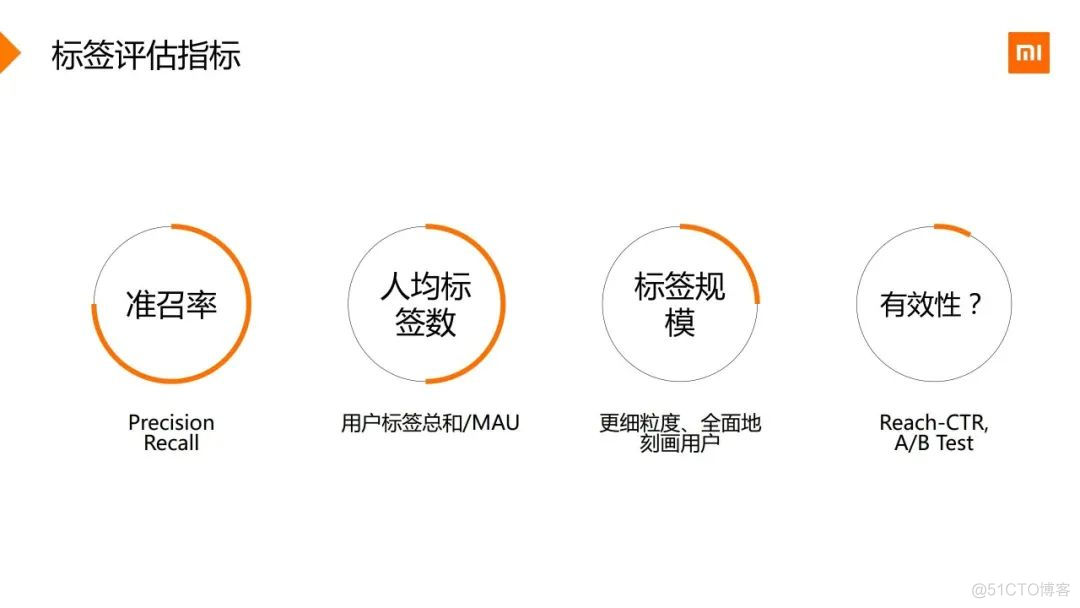 标签评估指标
mi
准召率
人均标
签数
标签规
模
有效性？
Precision
Recall
用户标签总和/MAU
更细粒度、全面地
刻画用户
Reach-CTR,
A/B Test
@51CTO博客